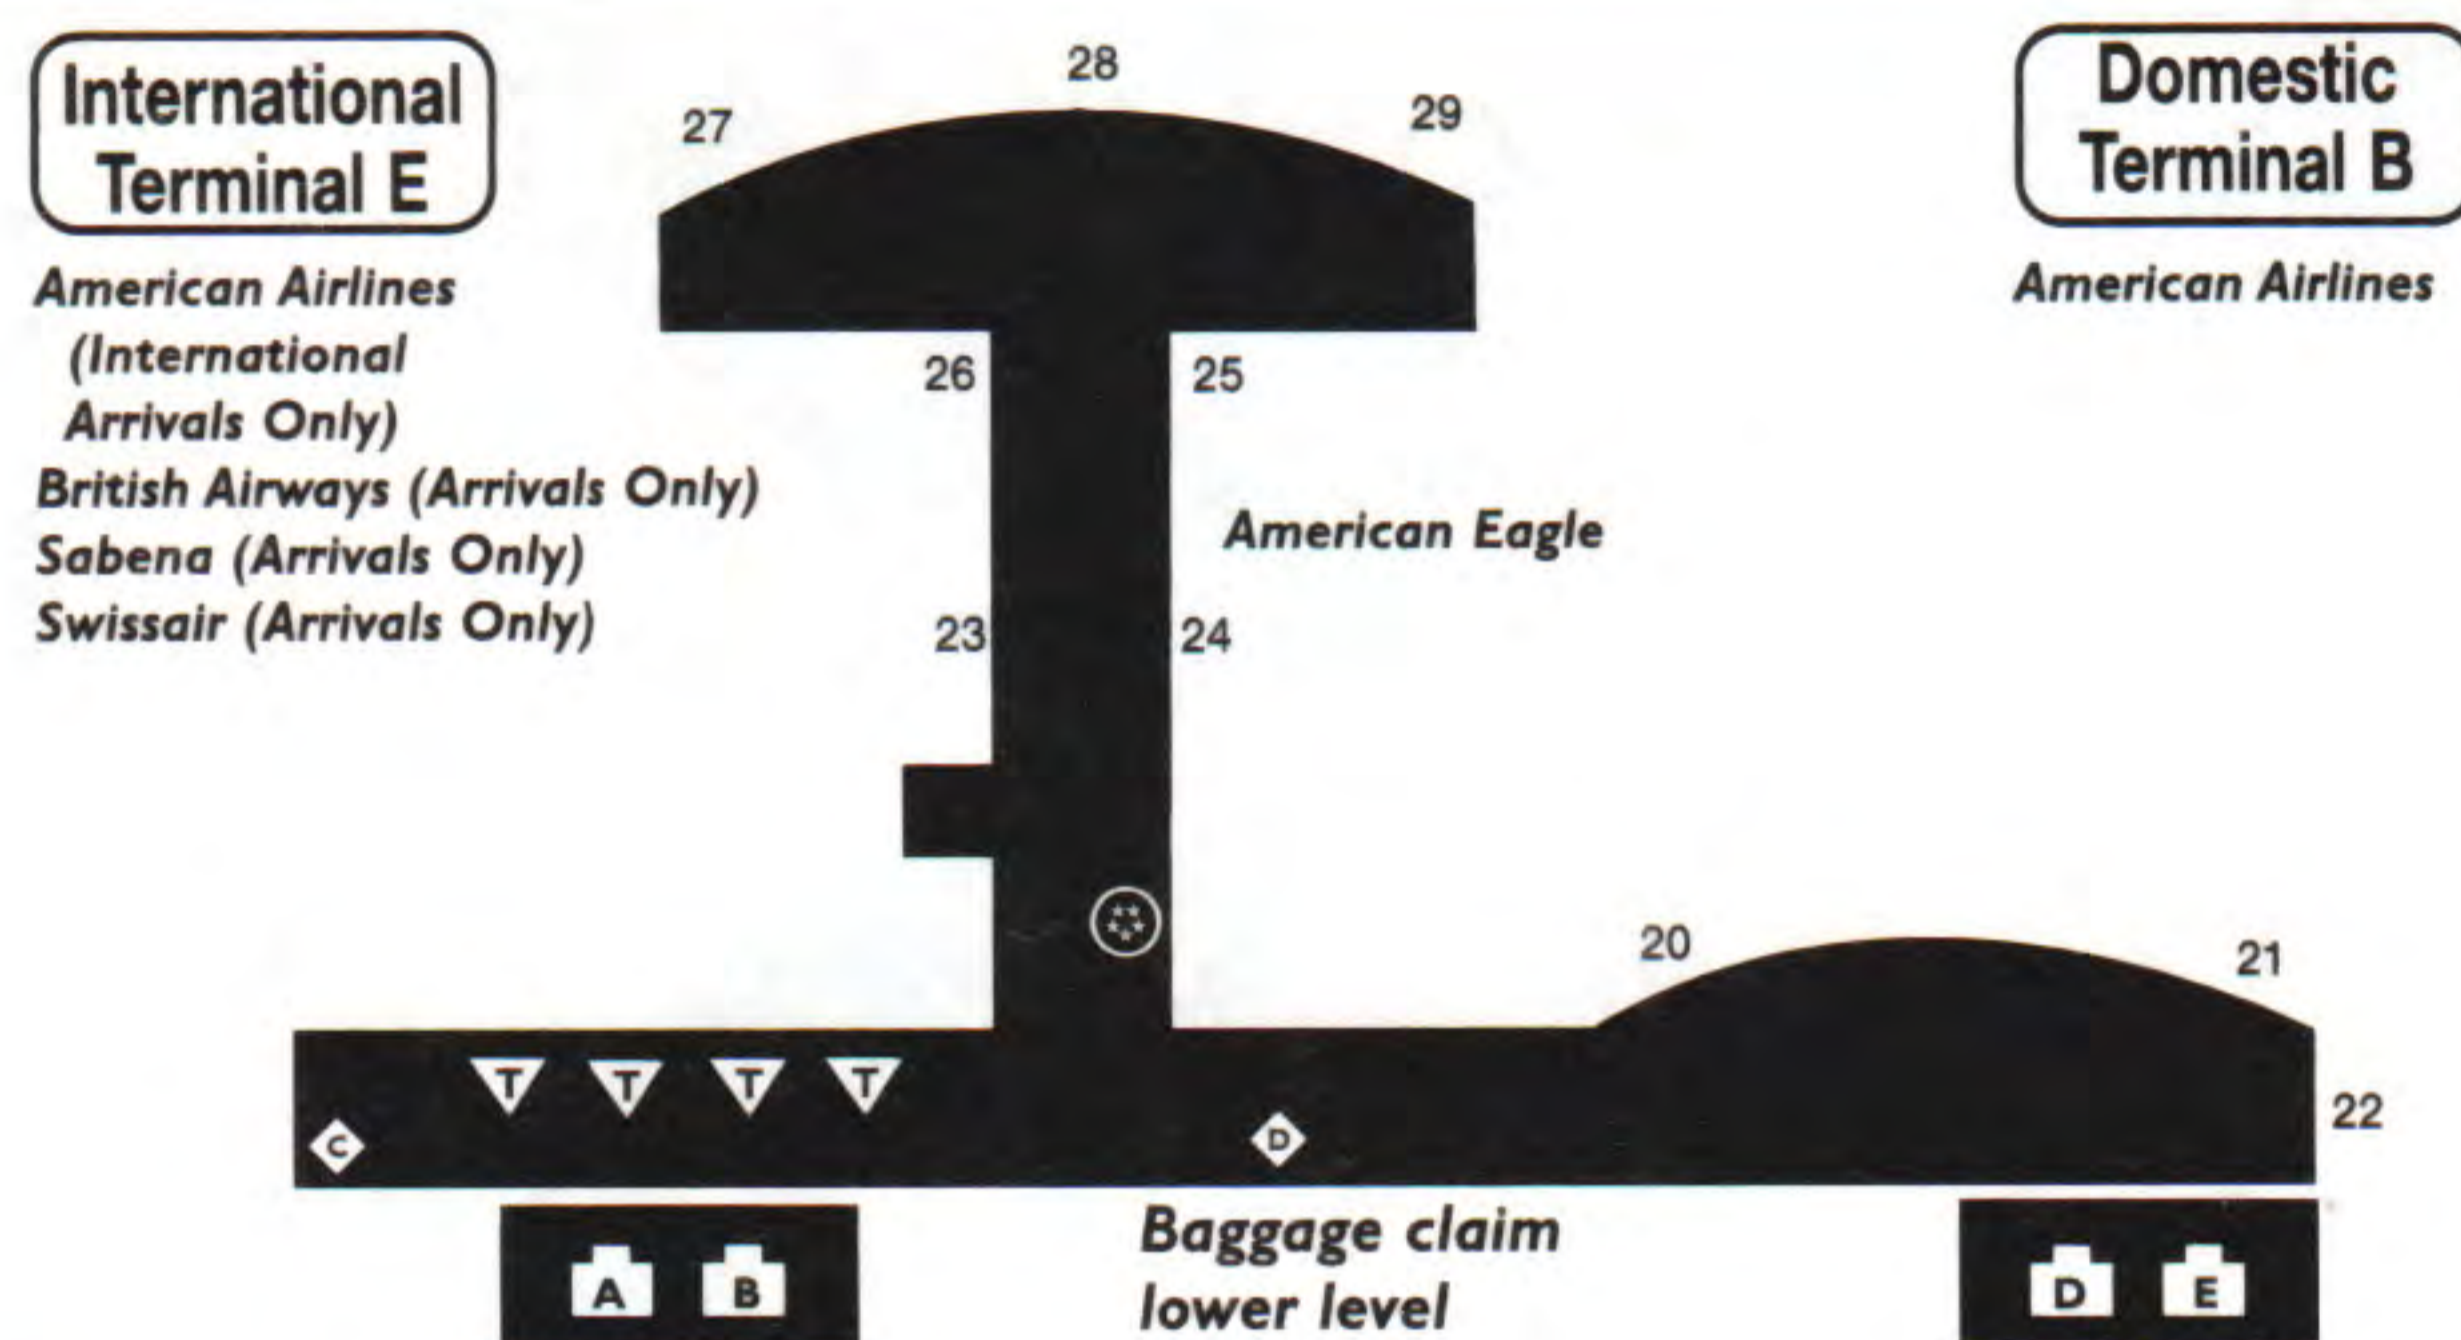 International
Terminal E
American Airlines
(International
Arrivals Only)
British Airways (Arrivals Only)
Sabena (Arrivals Only)
Swissair (Arrivals Only)
Domestic
Terminal B
American Airlines
28
27
29
26
25
American Eagle
23
24
20
21
22
T T T T
C
D
Baggage claim
lower level
A B
D E